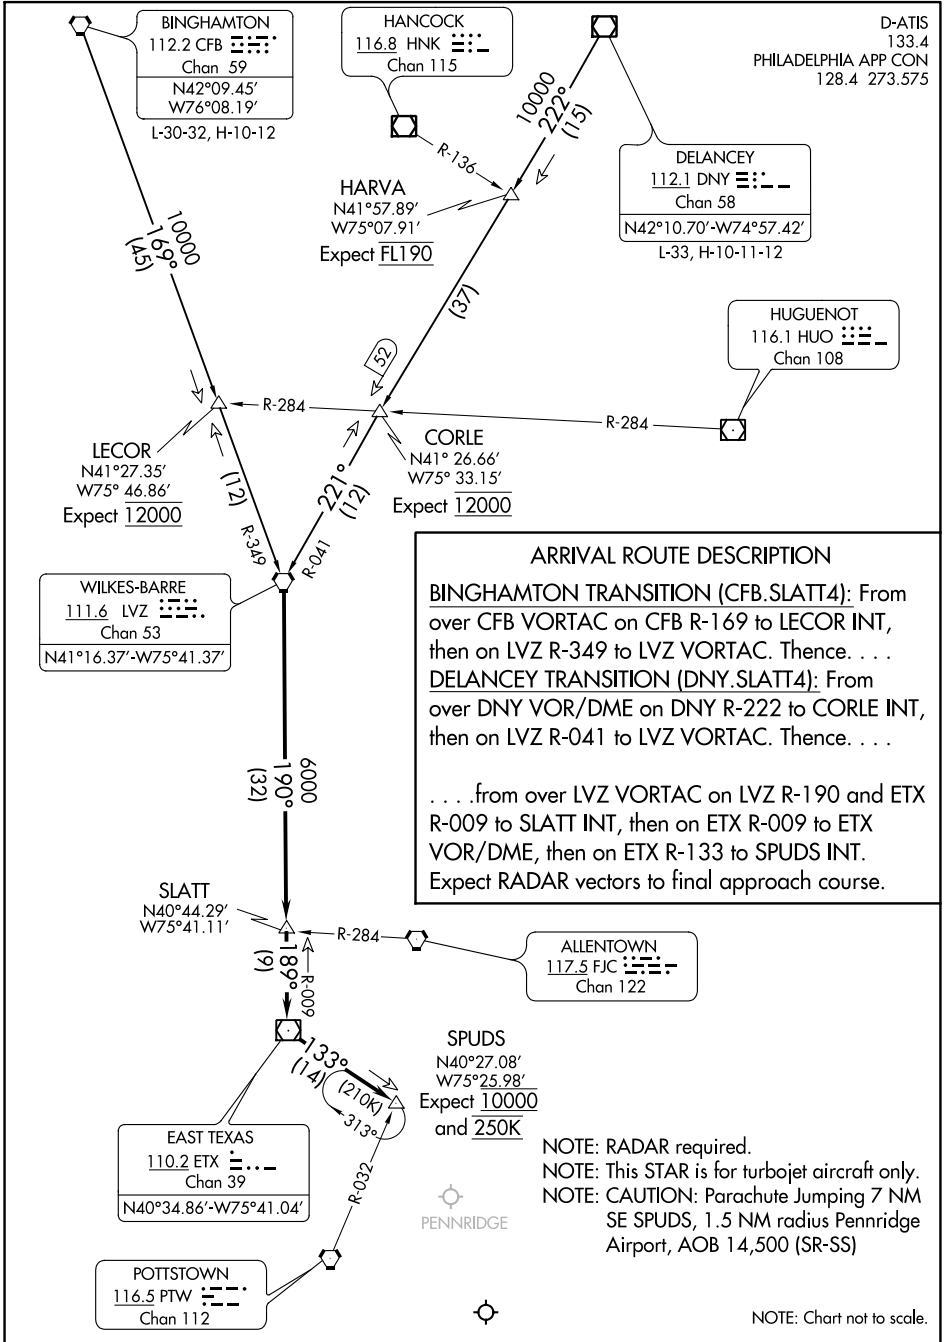 BINGHAMTON
112.2 CFB
Chan 59
N42°09.45'
W76°08.19'
L-30-32, H-10-12
HANCOCK
116.8 HNK
Chan 115
D-ATIS
133.4
PHILADELPHIA APP CON
128.4 273.575
10000
222°
(15)
R-136
DELANCEY
112.1 DNY
Chan 58
N42°10.70'-W74°57.42'
L-33, H-10-11-12
HARVA
N41°57.89'
W75°07.91'
Expect FL190
10000
169°
(45)
(37)
HUGUENOT
116.1 HUO
Chan 108
52
R-284
R-284
LECOR
N41°27.35'
W75° 46.86'
Expect 12000
CORLE
N41° 26.66'
W75° 33.15'
Expect 12000
(12)
R-349
221°
(12)
R-041
WILKES-BARRE
111.6 LVZ
Chan 53
N41°16.37'-W75°41.37'
ARRIVAL ROUTE DESCRIPTION
BINGHAMTON TRANSITION (CFB.SLATT4): From
over CFB VORTAC on CFB R-169 to LECOR INT,
then on LVZ R-349 to LVZ VORTAC. Thence. . . .
DELANCEY TRANSITION (DNY.SLATT4): From
over DNY VOR/DME on DNY R-222 to CORLE INT,
then on LVZ R-041 to LVZ VORTAC. Thence. . . .
. . . .from over LVZ VORTAC on LVZ R-190 and ETX
R-009 to SLATT INT, then on ETX R-009 to ETX
VOR/DME, then on ETX R-133 to SPUDS INT.
Expect RADAR vectors to final approach course.
6000
190°
(32)
SLATT
N40°44.29'
W75°41.11'
R-284
ALLENTOWN
117.5 FJC
Chan 122
189°
(9)
R-009
133°
(14)
(210K)
313°
SPUDS
N40°27.08'
W75°25.98'
Expect 10000
and 250K
EAST TEXAS
110.2 ETX
Chan 39
N40°34.86'-W75°41.04'
R-032
PENNRIDGE
NOTE: RADAR required.
NOTE: This STAR is for turbojet aircraft only.
NOTE: CAUTION: Parachute Jumping 7 NM
SE SPUDS, 1.5 NM radius Pennridge
Airport, AOB 14,500 (SR-SS)
POTTSTOWN
116.5 PTW
Chan 112
NOTE: Chart not to scale.